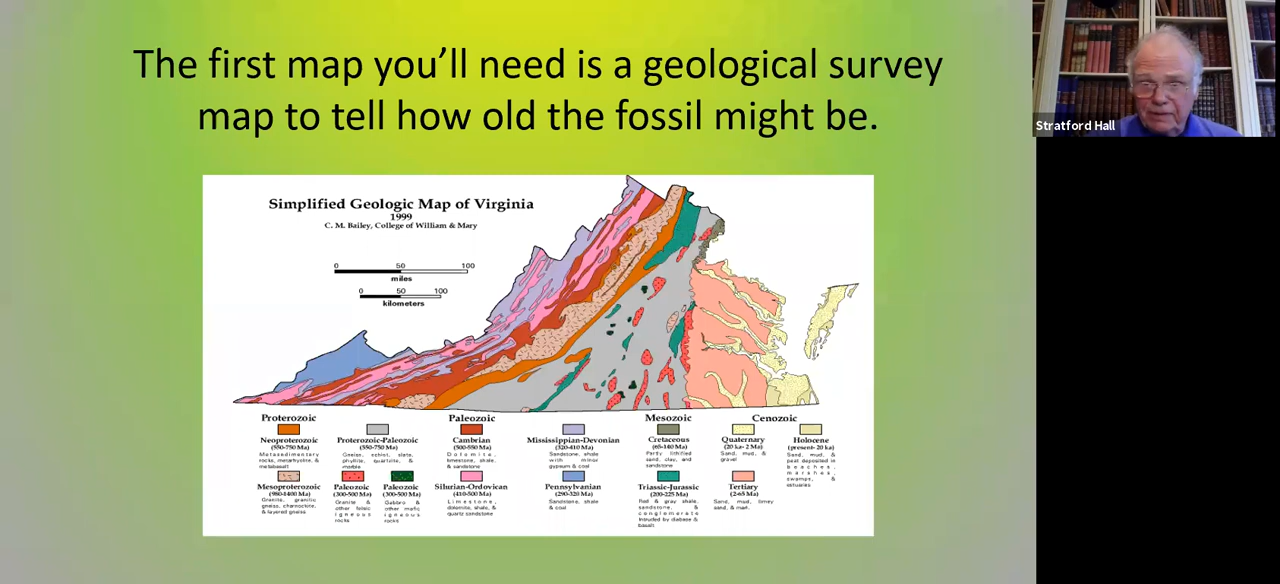 The first map you’ll need is a geological survey
map to tell how old the fossil might be.
Stratford Hall
Simplified Geologic Map of Virginia
1999
C. M. Bailey, College of William & Mary
0 50 100
miles
0 50 100
kilometers
Proterozoic
Paleozoic
Mesozoic
Cenozoic
Neoproterozoic
(550-750 Ma)
Metasedimentary
rocks, metarhyolite, &
metabasalt
Proterozoic-Paleozoic
(550-750 Ma)
Gneiss, schist, slate,
phyllite, quartzite, &
marble
Cambrian
(500-550 Ma)
Dolomite,
limestone, shale,
& sandstone
Mississippian-Devonian
(320-410 Ma)
Sandstone, shale
with minor
gypsum & coal
Cretaceous
(65-140 Ma)
Partly lithified
sand, clay, and
sandstone
Quaternary
(20 ka- 2 Ma)
Sand, mud, &
gravel
Holocene
(present- 20 ka)
Sand, mud, &
peat deposited in
beaches,
marshes,
swamps, &
estuaries
Mesoproterozoic
(980-1400 Ma)
Granite, granitic
gneiss, charnockite,
& layered gneiss
Paleozoic
(300-500 Ma)
Granite &
other felsic
igneous
rocks
Paleozoic
(300-500 Ma)
Gabbro &
other mafic
igneous
rocks
Silurian-Ordovician
(410-500 Ma)
Limestone,
dolomite, shale, &
quartz sandstone
Pennsylvanian
(290-320 Ma)
Sandstone, shale
& coal
Triassic-Jurassic
(200-225 Ma)
Red & gray shale,
sandstone, &
conglomerate
intruded by diabase &
basalt
Tertiary
(2-65 Ma)
Sand, mud, limey
sand, & marl